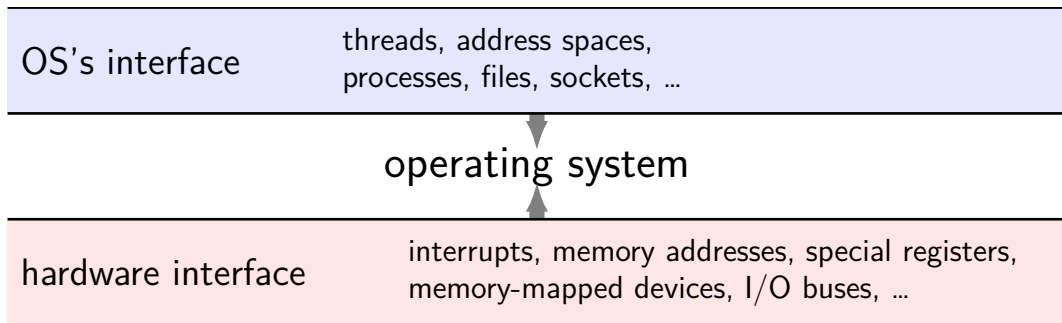 OS's interface
threads, address spaces,
processes, files, sockets, …
operating system
hardware interface
interrupts, memory addresses, special registers,
memory-mapped devices, I/O buses, …